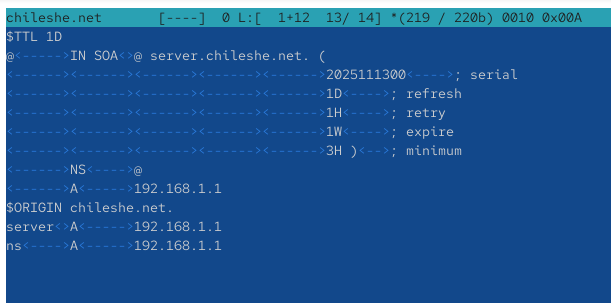 chileshe.net [----] 0 L:[ 1+12 13/ 14] *(219 / 220b) 0010 0x00A
$TTL 1D
@<----->IN SOA<>@ server.chileshe.net. (
<------><------><------><------><------>2025111300<---->; serial
<------><------><------><------><------>1D<---->; refresh
<------><------><------><------><------>1H<---->; retry
<------><------><------><------><------>1W<---->; expire
<------><------><------><------><------>3H )<-->; minimum
<------>NS<---->@
<------>A<----->192.168.1.1
$ORIGIN chileshe.net.
server<>A<----->192.168.1.1
ns<---->A<----->192.168.1.1